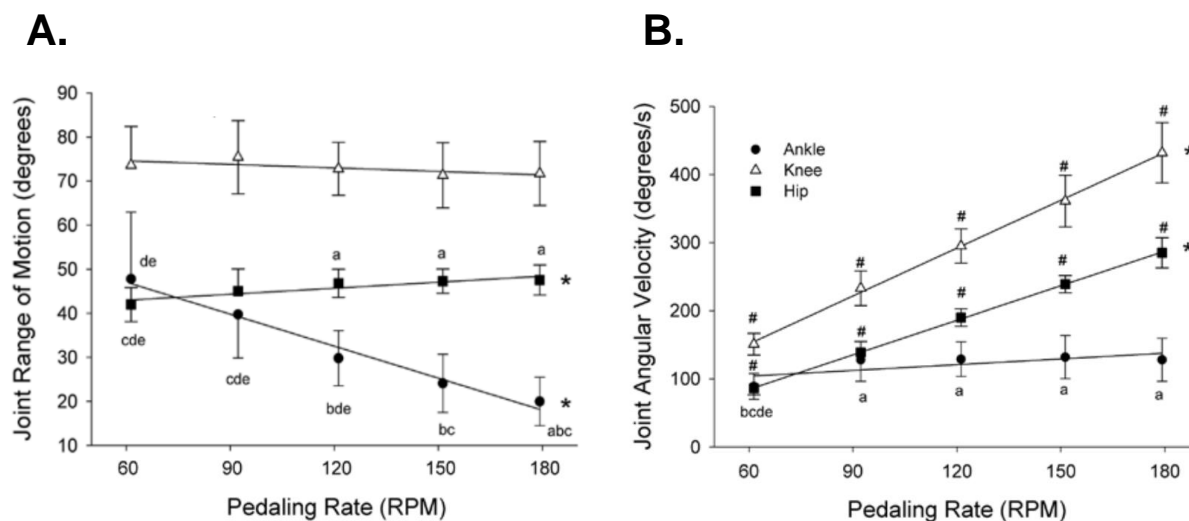 A.
B.
Joint Range of Motion (degrees)
90
80
70
60
50
40
30
20
10
de
a
a
a
*
cde
cde
bde
bc
abc
*
60
90
120
150
180
Pedaling Rate (RPM)
Joint Angular Velocity (degrees/s)
500
400
300
200
100
0
Ankle
Knee
Hip
#
#
#
#
#
*
#
#
#
#
#
*
bcde
a
a
a
a
60
90
120
150
180
Pedaling Rate (RPM)